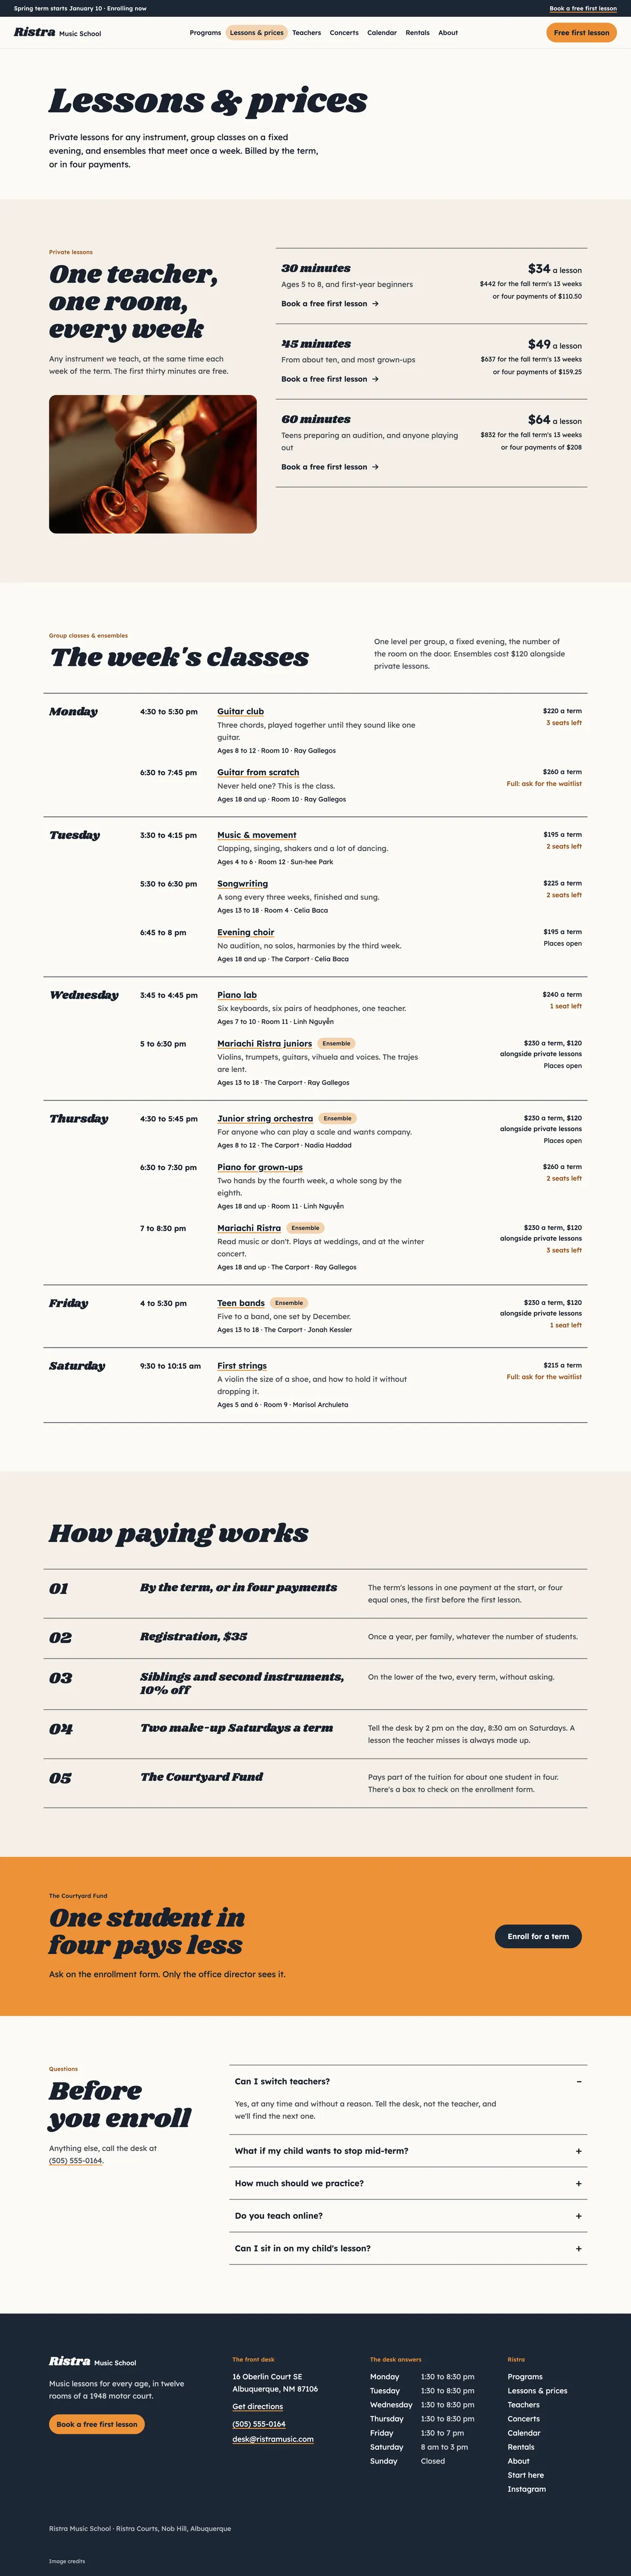 Spring term starts January 10 · Enrolling now
Book a free first lesson
Ristra Music School
Programs
Lessons & prices
Teachers
Concerts
Calendar
Rentals
About
Free first lesson
Lessons & prices
Private lessons for any instrument, group classes on a fixed
evening, and ensembles that meet once a week. Billed by the term,
or in four payments.
Private lessons
One teacher,
one room,
every week
Any instrument we teach, at the same time each
week of the term. The first thirty minutes are free.
30 minutes
Ages 5 to 8, and first-year beginners
Book a free first lesson →
$34 a lesson
$442 for the fall term's 13 weeks
or four payments of $110.50
45 minutes
From about ten, and most grown-ups
Book a free first lesson →
$49 a lesson
$637 for the fall term's 13 weeks
or four payments of $159.25
60 minutes
Teens preparing an audition, and anyone playing
out
Book a free first lesson →
$64 a lesson
$832 for the fall term's 13 weeks
or four payments of $208
Group classes & ensembles
The week's classes
One level per group, a fixed evening, the number of
the room on the door. Ensembles cost $120 alongside
private lessons.
Monday
4:30 to 5:30 pm
Guitar club
Three chords, played together until they sound like one
guitar.
Ages 8 to 12 · Room 10 · Ray Gallegos
$220 a term
3 seats left
6:30 to 7:45 pm
Guitar from scratch
Never held one? This is the class.
Ages 18 and up · Room 10 · Ray Gallegos
$260 a term
Full: ask for the waitlist
Tuesday
3:30 to 4:15 pm
Music & movement
Clapping, singing, shakers and a lot of dancing.
Ages 4 to 6 · Room 12 · Sun-hee Park
$195 a term
2 seats left
5:30 to 6:30 pm
Songwriting
A song every three weeks, finished and sung.
Ages 13 to 18 · Room 4 · Celia Baca
$225 a term
2 seats left
6:45 to 8 pm
Evening choir
No audition, no solos, harmonies by the third week.
Ages 18 and up · The Carport · Celia Baca
$195 a term
Places open
Wednesday
3:45 to 4:45 pm
Piano lab
Six keyboards, six pairs of headphones, one teacher.
Ages 7 to 10 · Room 11 · Linh Nguyễn
$240 a term
1 seat left
5 to 6:30 pm
Mariachi Ristra juniors Ensemble
Violins, trumpets, guitars, vihuela and voices. The trajes
are lent.
Ages 13 to 18 · The Carport · Ray Gallegos
$230 a term, $120
alongside private lessons
Places open
Thursday
4:30 to 5:45 pm
Junior string orchestra Ensemble
For anyone who can play a scale and wants company.
Ages 8 to 12 · The Carport · Nadia Haddad
$230 a term, $120
alongside private lessons
Places open
6:30 to 7:30 pm
Piano for grown-ups
Two hands by the fourth week, a whole song by the
eighth.
Ages 18 and up · Room 11 · Linh Nguyễn
$260 a term
2 seats left
7 to 8:30 pm
Mariachi Ristra Ensemble
Read music or don't. Plays at weddings, and at the winter
concert.
Ages 18 and up · The Carport · Ray Gallegos
$230 a term, $120
alongside private lessons
3 seats left
Friday
4 to 5:30 pm
Teen bands Ensemble
Five to a band, one set by December.
Ages 13 to 18 · The Carport · Jonah Kessler
$230 a term, $120
alongside private lessons
1 seat left
Saturday
9:30 to 10:15 am
First strings
A violin the size of a shoe, and how to hold it without
dropping it.
Ages 5 and 6 · Room 9 · Marisol Archuleta
$215 a term
Full: ask for the waitlist
How paying works
01
By the term, or in four payments
The term's lessons in one payment at the start, or four
equal ones, the first before the first lesson.
02
Registration, $35
Once a year, per family, whatever the number of students.
03
Siblings and second instruments,
10% off
On the lower of the two, every term, without asking.
04
Two make-up Saturdays a term
Tell the desk by 2 pm on the day, 8:30 am on Saturdays. A
lesson the teacher misses is always made up.
05
The Courtyard Fund
Pays part of the tuition for about one student in four.
There's a box to check on the enrollment form.
The Courtyard Fund
One student in
four pays less
Ask on the enrollment form. Only the office director sees it.
Enroll for a term
Questions
Before
you enroll
Anything else, call the desk at
(505) 555-0164.
Can I switch teachers? −
Yes, at any time and without a reason. Tell the desk, not the teacher, and
we'll find the next one.
What if my child wants to stop mid-term? +
How much should we practice? +
Do you teach online? +
Can I sit in on my child's lesson? +
Ristra Music School
Music lessons for every age, in twelve
rooms of a 1948 motor court.
Book a free first lesson
The front desk
16 Oberlin Court SE
Albuquerque, NM 87106
Get directions
(505) 555-0164
desk@ristramusic.com
The desk answers
Monday 1:30 to 8:30 pm
Tuesday 1:30 to 8:30 pm
Wednesday 1:30 to 8:30 pm
Thursday 1:30 to 8:30 pm
Friday 1:30 to 7 pm
Saturday 8 am to 3 pm
Sunday Closed
Ristra
Programs
Lessons & prices
Teachers
Concerts
Calendar
Rentals
About
Start here
Instagram
Ristra Music School · Ristra Courts, Nob Hill, Albuquerque
Image credits